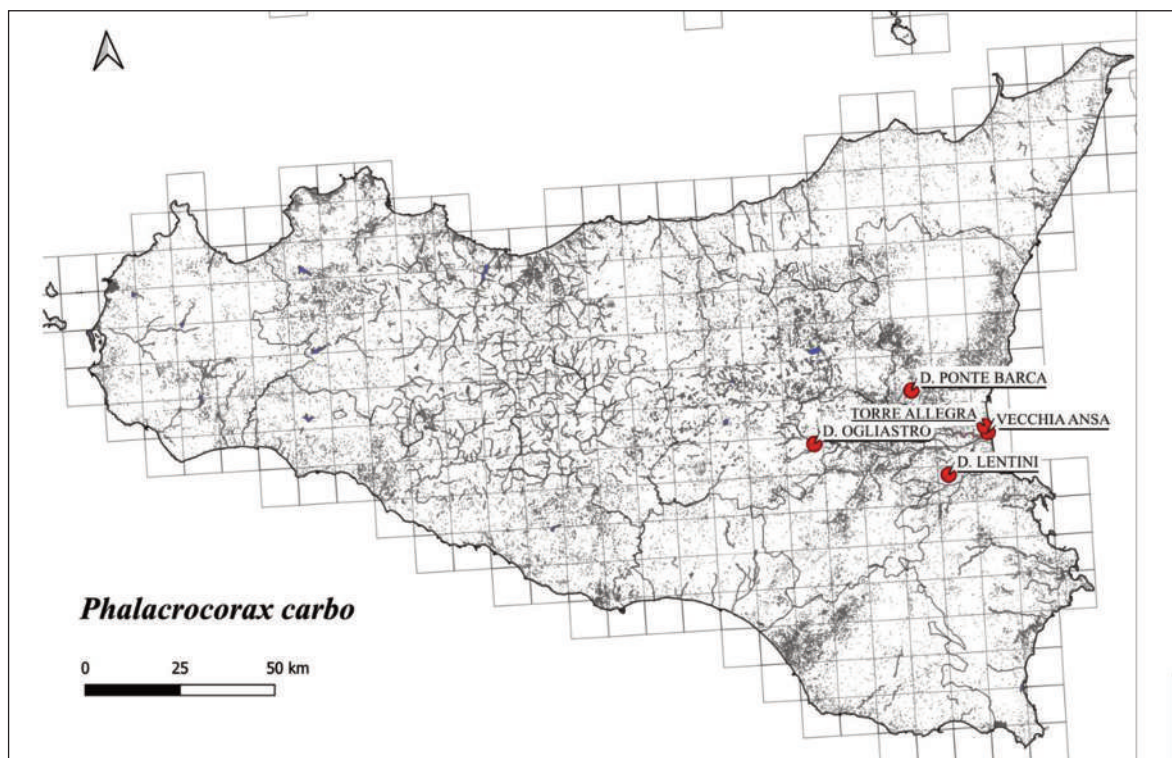 D. PONTE BARCA
TORRE ALLEGRA
VECCHIA ANSA
D. OGLIASTRO
D. LENTINI
Phalacrocorax carbo
0 25 50 km